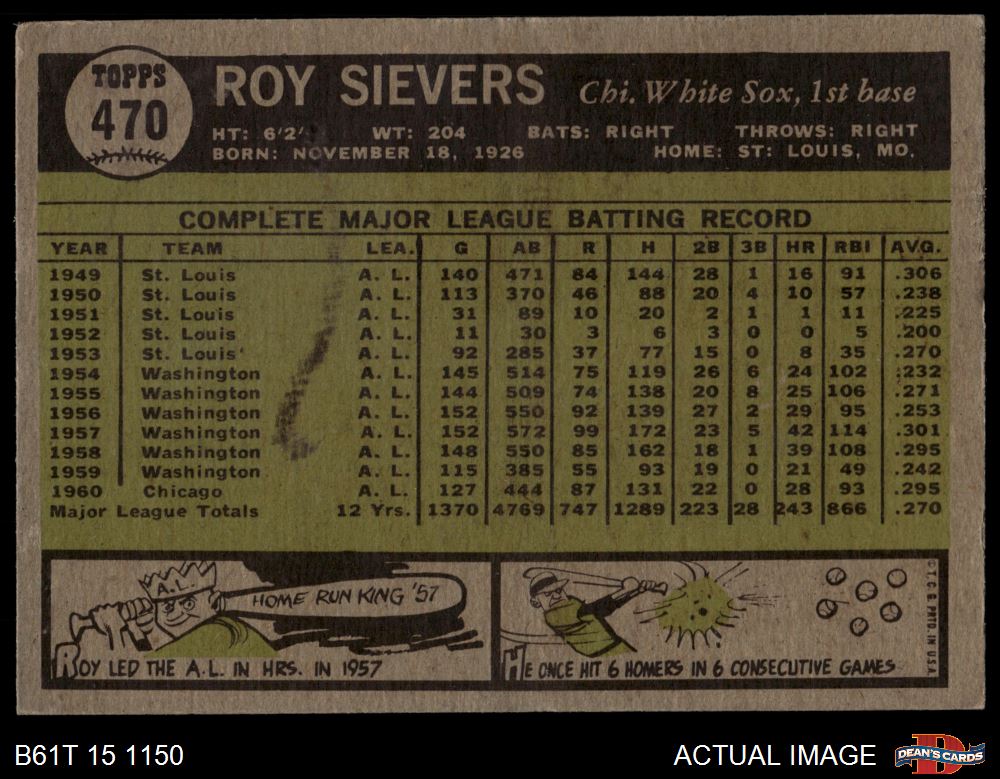 TOPPS
470
ROY SIEVERS Chi. White Sox, 1st base
HT: 6'2" WT: 204 BATS: RIGHT THROWS: RIGHT
BORN: NOVEMBER 18, 1926 HOME: ST: LOUIS, MO.
COMPLETE MAJOR LEAGUE BATTING RECORD
YEAR TEAM LEA. G AB R H 2B 3B HR RBI AVG.
1949 St. Louis A. L. 140 471 84 144 28 1 16 91 .306
1950 St. Louis A. L. 113 370 46 88 20 4 10 57 .238
1951 St. Louis A. L. 31 89 10 20 2 1 1 11 .225
1952 St. Louis A. L. 11 30 3 6 3 0 0 5 .200
1953 St. Louis A. L. 92 285 37 77 15 0 8 35 .270
1954 Washington A. L. 145 514 75 119 26 6 24 102 .232
1955 Washington A. L. 144 509 74 138 20 8 25 106 .271
1956 Washington A. L. 152 550 92 139 27 2 29 95 .253
1957 Washington A. L. 152 572 99 172 23 5 42 114 .301
1958 Washington A. L. 148 550 85 162 18 1 39 108 .295
1959 Washington A. L. 115 385 55 93 19 0 21 49 .242
1960 Chicago A. L. 127 444 87 131 22 0 28 93 .295
Major League Totals 12 Yrs. 1370 4769 747 1289 223 28 243 866 .270
A.L.
HOME RUN KING '57
ROY LED THE A.L. IN HRS. IN 1957
HE ONCE HIT 6 HOMERS IN 6 CONSECUTIVE GAMES
© T.C.G. PRTD. IN U.S.A.
B61T 15 1150
ACTUAL IMAGE
D
DEAN'S CARDS